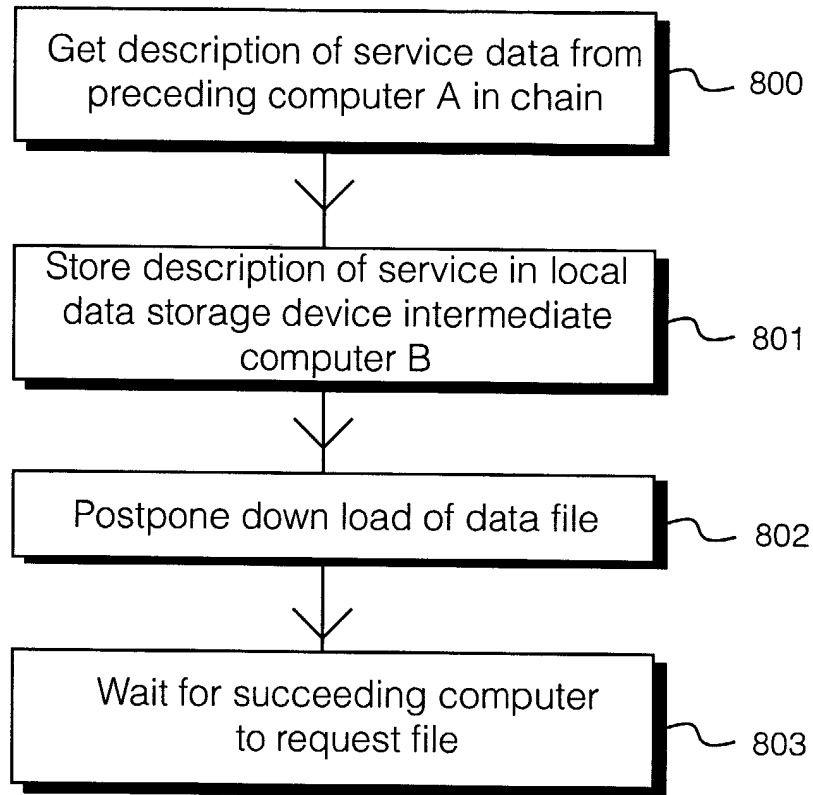 Get description of service data from
preceding computer A in chain
800
Store description of service in local
data storage device intermediate
computer B
801
Postpone down load of data file
802
Wait for succeeding computer
to request file
803